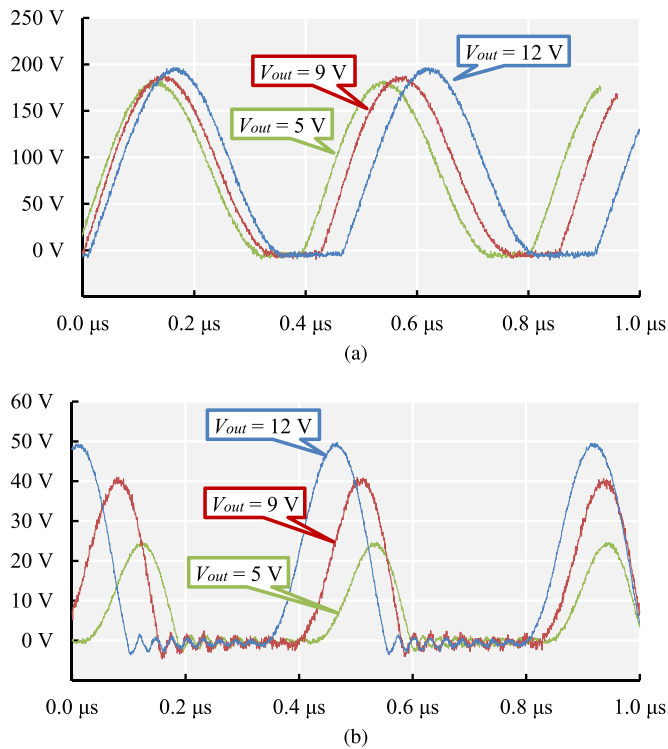 250 V
200 V
150 V
100 V
50 V
0 V
Vout = 9 V
Vout = 12 V
Vout = 5 V
0.0 µs 0.2 µs 0.4 µs 0.6 µs 0.8 µs 1.0 µs
(a)
60 V
50 V
40 V
30 V
20 V
10 V
0 V
Vout = 12 V
Vout = 9 V
Vout = 5 V
0.0 µs 0.2 µs 0.4 µs 0.6 µs 0.8 µs 1.0 µs
(b)